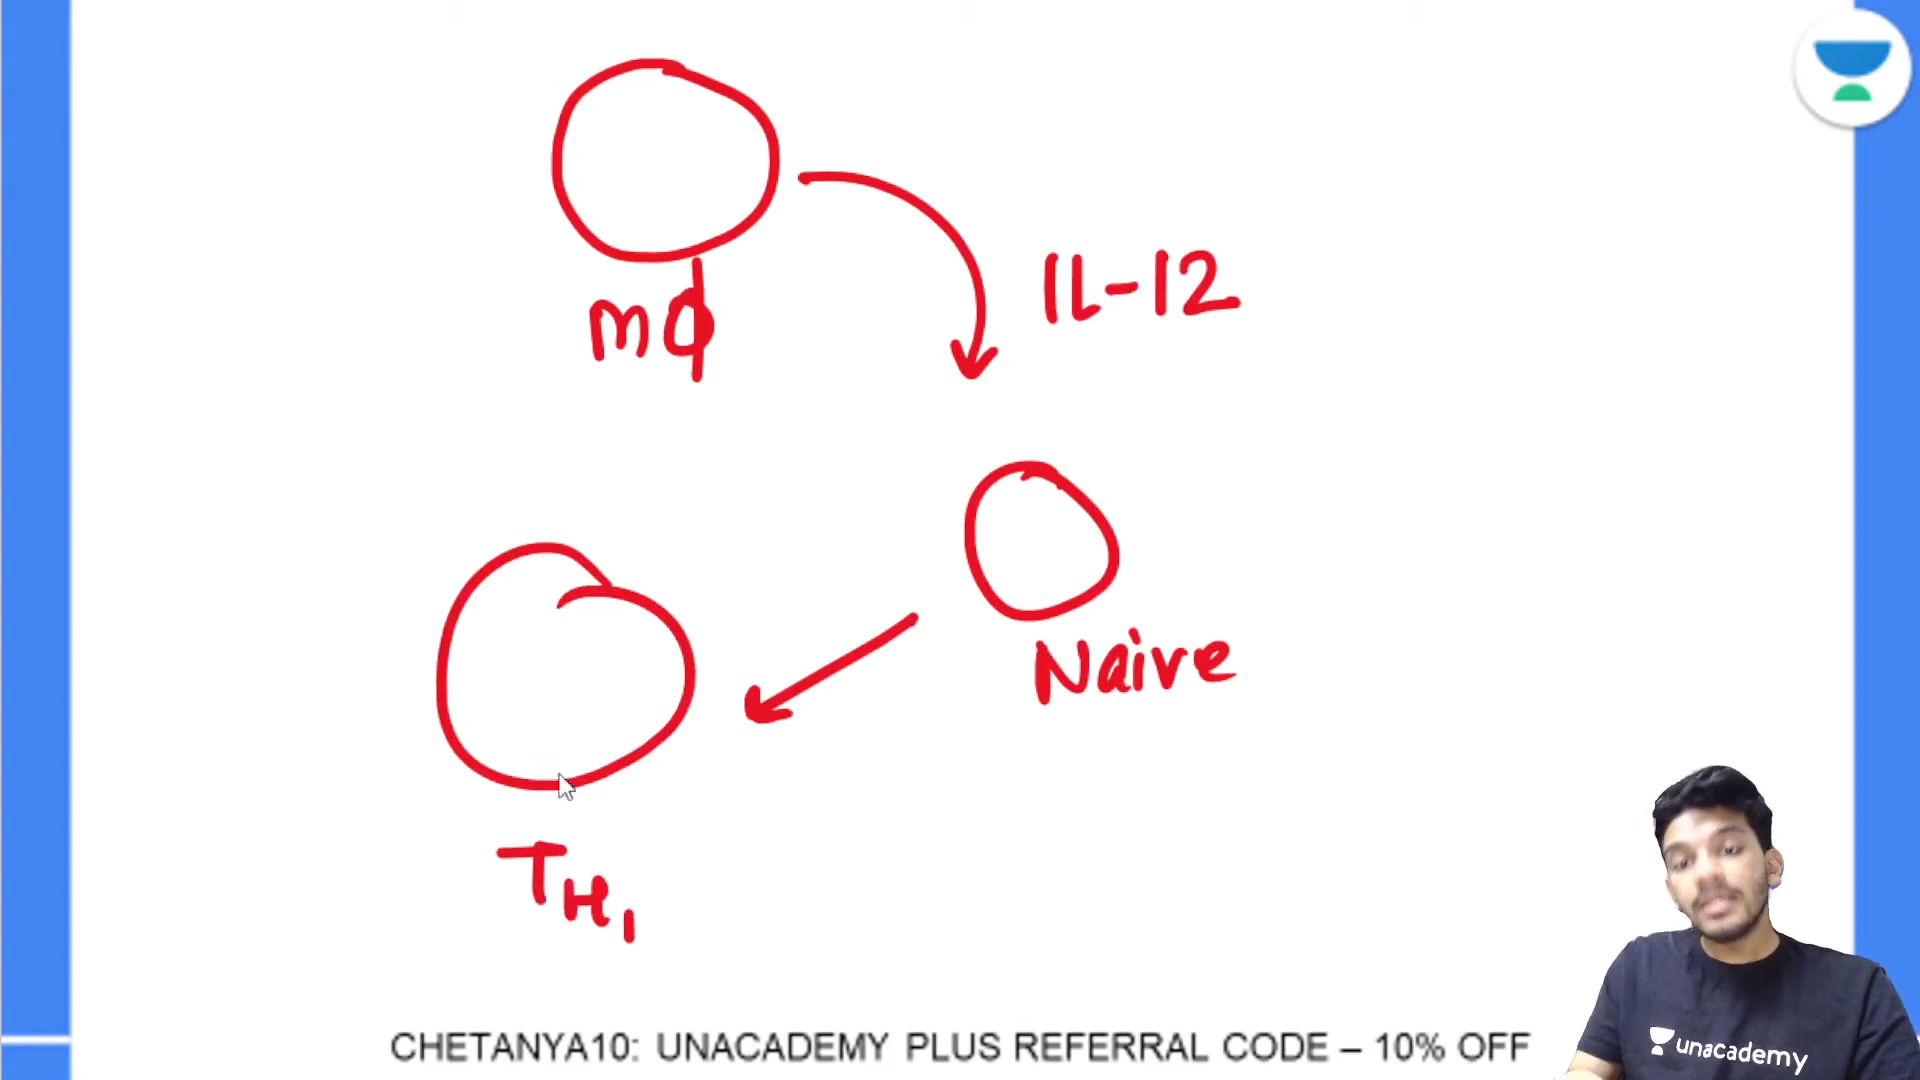 mϕ
IL-12
Naive
TH1
CHETANYA10: UNACADEMY PLUS REFERRAL CODE – 10% OFF
unacademy